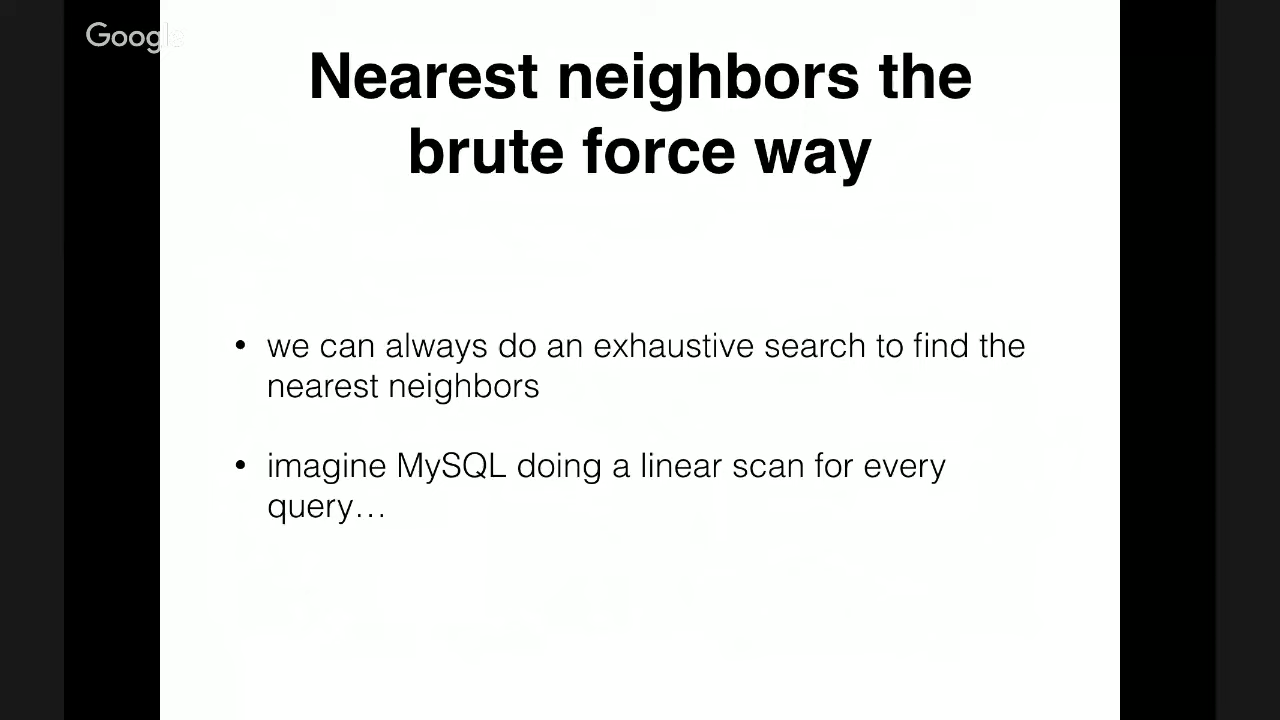 Google
Nearest neighbors the
brute force way
• we can always do an exhaustive search to find the
nearest neighbors
• imagine MySQL doing a linear scan for every
query…